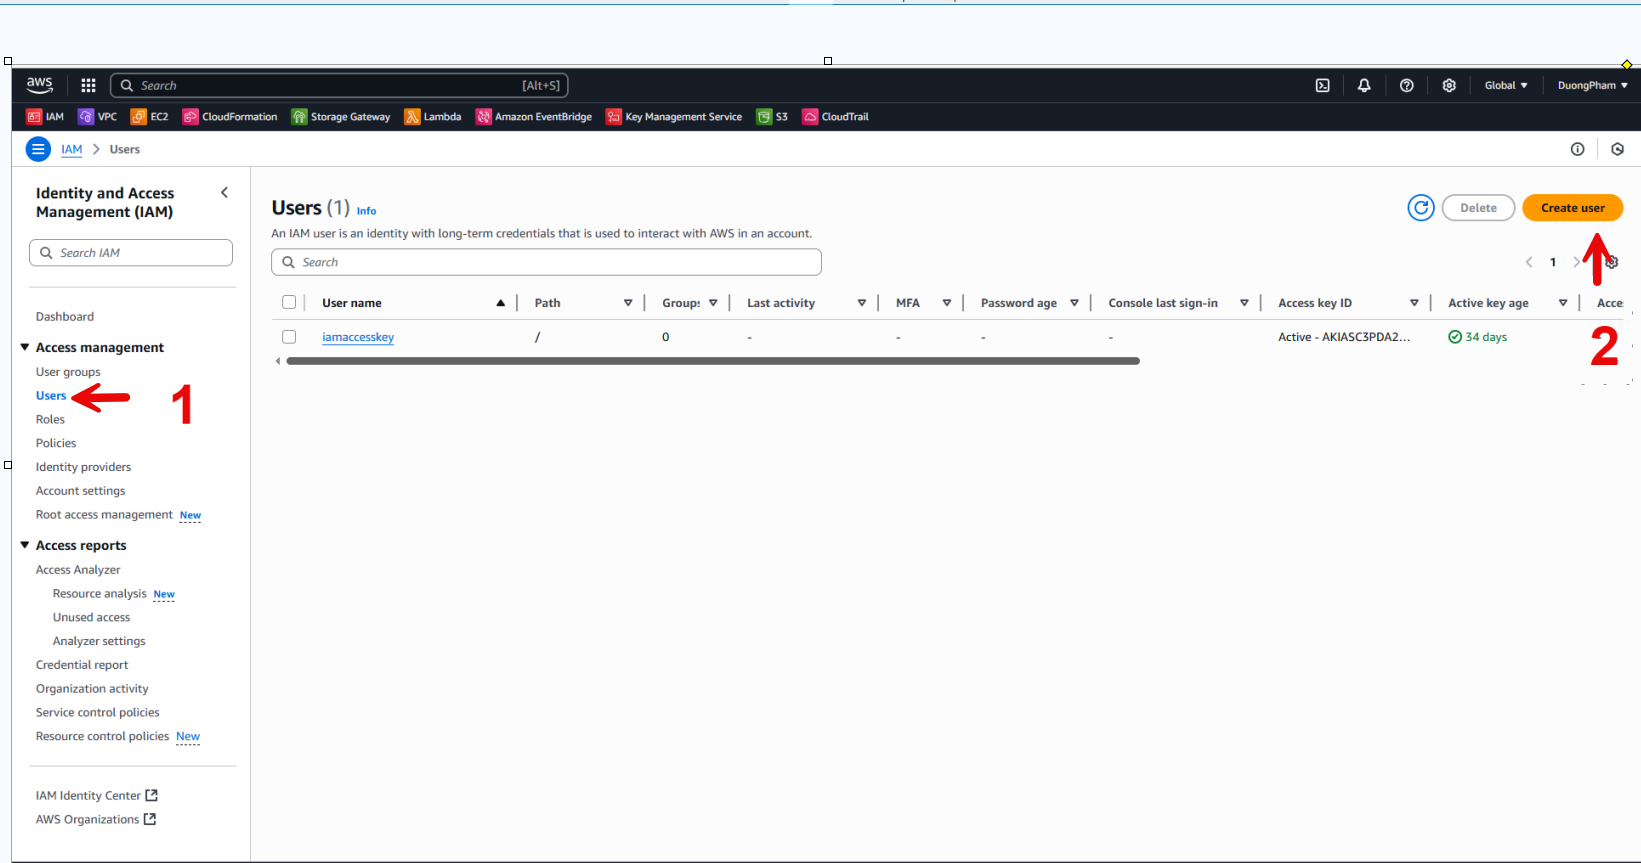 aws Search [Alt+S] Global DuongPham
IAM VPC EC2 CloudFormation Storage Gateway Lambda Amazon EventBridge Key Management Service S3 CloudTrail
IAM > Users
Identity and Access
Management (IAM)
Search IAM
Dashboard
Access management
User groups
Users
1
Roles
Policies
Identity providers
Account settings
Root access management New
Access reports
Access Analyzer
Resource analysis New
Unused access
Analyzer settings
Credential report
Organization activity
Service control policies
Resource control policies New
IAM Identity Center
AWS Organizations
Users (1) Info
Delete
Create user
An IAM user is an identity with long-term credentials that is used to interact with AWS in an account.
Search
1
User name Path Groups Last activity MFA Password age Console last sign-in Access key ID Active key age Acce
iamaccesskey / 0 - - - - Active - AKIASC3PDA2... 34 days
2